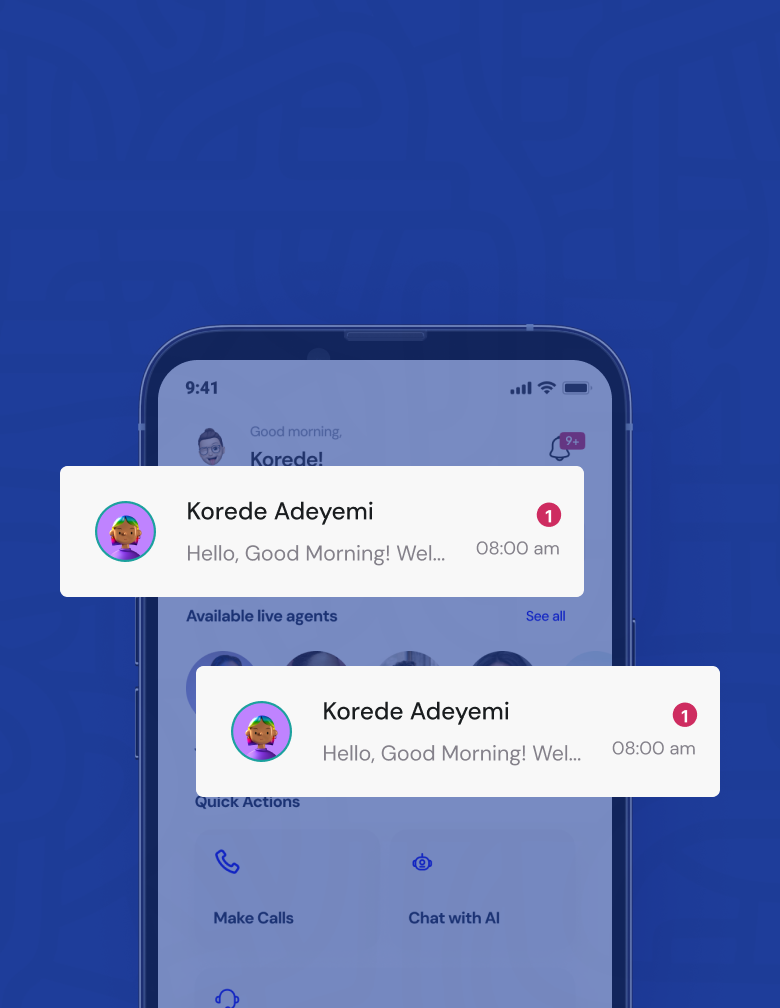 9:41
Good morning,
Korede!
9+
Korede Adeyemi
1
Hello, Good Morning! Wel...
08:00 am
Available live agents
See all
Korede Adeyemi
1
Hello, Good Morning! Wel...
08:00 am
Quick Actions
Make Calls
Chat with AI